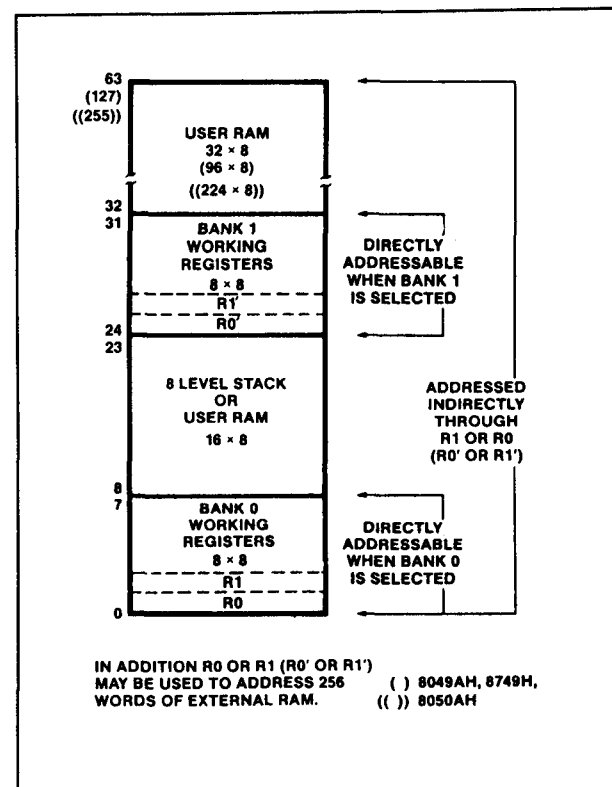 63
(127)
((255))
USER RAM
32 × 8
(96 × 8)
((224 × 8))
32
31
BANK 1
WORKING
REGISTERS
8 × 8
R1'
R0'
DIRECTLY
ADDRESSABLE
WHEN BANK 1
IS SELECTED
24
23
8 LEVEL STACK
OR
USER RAM
16 × 8
ADDRESSED
INDIRECTLY
THROUGH
R1 OR R0
(R0' OR R1')
8
7
BANK 0
WORKING
REGISTERS
8 × 8
R1
R0
DIRECTLY
ADDRESSABLE
WHEN BANK 0
IS SELECTED
0
IN ADDITION R0 OR R1 (R0' OR R1')
MAY BE USED TO ADDRESS 256
WORDS OF EXTERNAL RAM.
( ) 8049AH, 8749H,
(( )) 8050AH